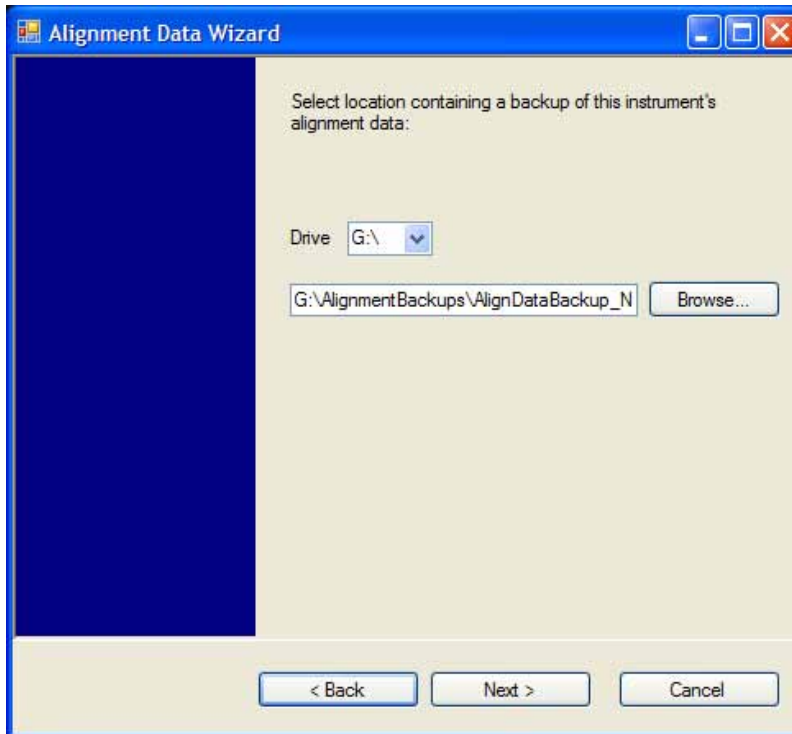 Alignment Data Wizard
Select location containing a backup of this instrument's
alignment data:
Drive G:\
G:\AlignmentBackups\AlignDataBackup_N Browse...
< Back Next > Cancel